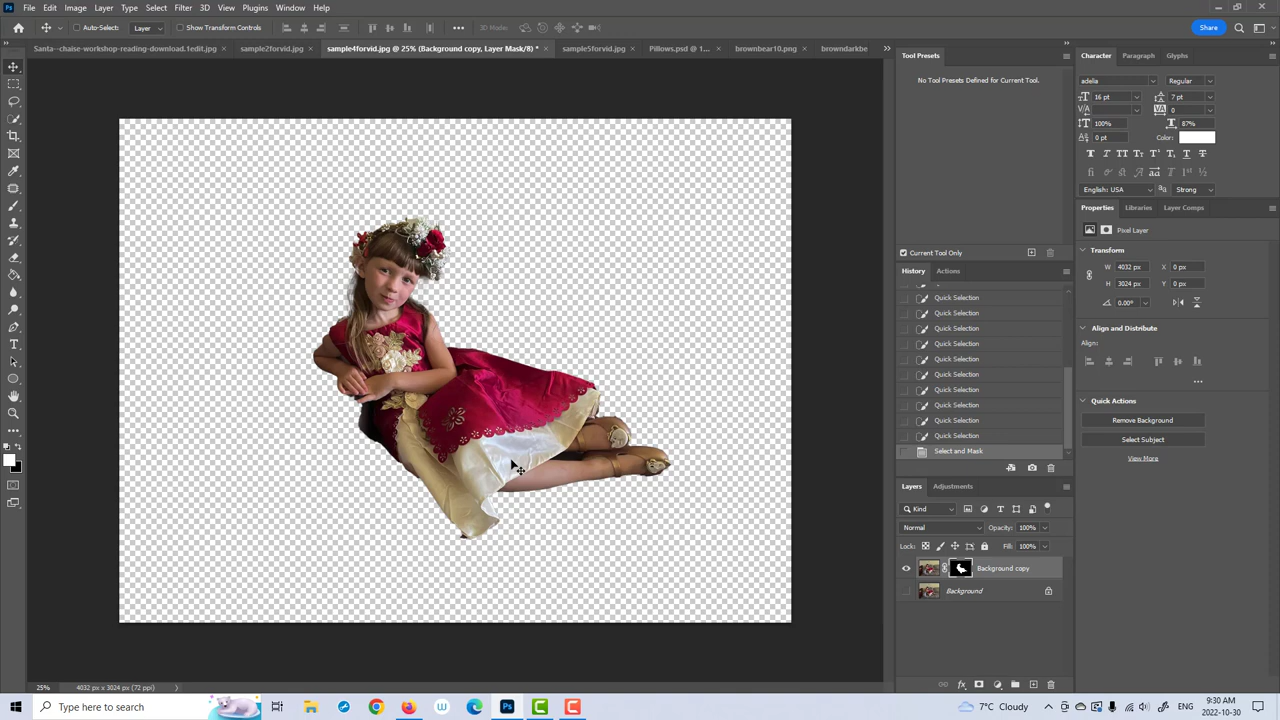 File Edit Image Layer Type Select Filter 3D View Plugins Window Help
Auto-Select: Layer Show Transform Controls 3D Mode: Share
Santa--chaise-workshop-reading-download.1edit.jpg sample2forvid.jpg sample4forvid.jpg @ 25% (Background copy, Layer Mask/8) * sample5forvid.jpg Pillows.psd @ 1... brownbear10.png browndarkbe
Tool Presets
No Tool Presets Defined for Current Tool.
Current Tool Only
History Actions
Quick Selection
Quick Selection
Quick Selection
Quick Selection
Quick Selection
Quick Selection
Quick Selection
Quick Selection
Quick Selection
Quick Selection
Select and Mask
Layers Adjustments
Kind
Normal Opacity: 100%
Lock: Fill: 100%
Background copy
Background
Character Paragraph Glyphs
adelia Regular
16 pt 7 pt
0
100% 87%
0 pt Color:
English: USA Strong
Properties Libraries Layer Comps
Pixel Layer
Transform
W 4032 px X 0 px
H 3024 px Y 0 px
0.00°
Align and Distribute
Align:
Quick Actions
Remove Background
Select Subject
View More
25% 4032 px x 3024 px (72 ppi)
Type here to search
7°C Cloudy ENG 9:30 AM
2022-10-30